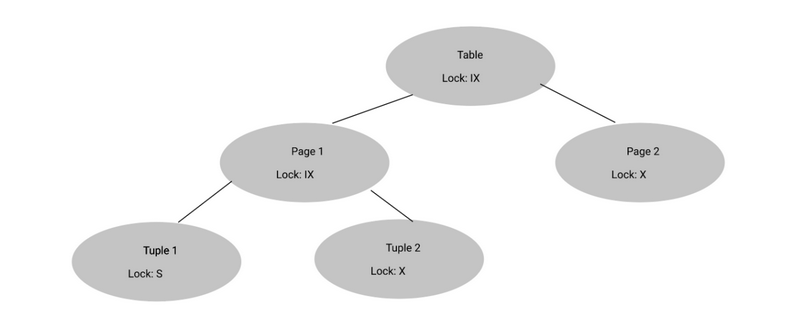 Table
Lock: IX
Page 1
Lock: IX
Page 2
Lock: X
Tuple 1
Lock: S
Tuple 2
Lock: X